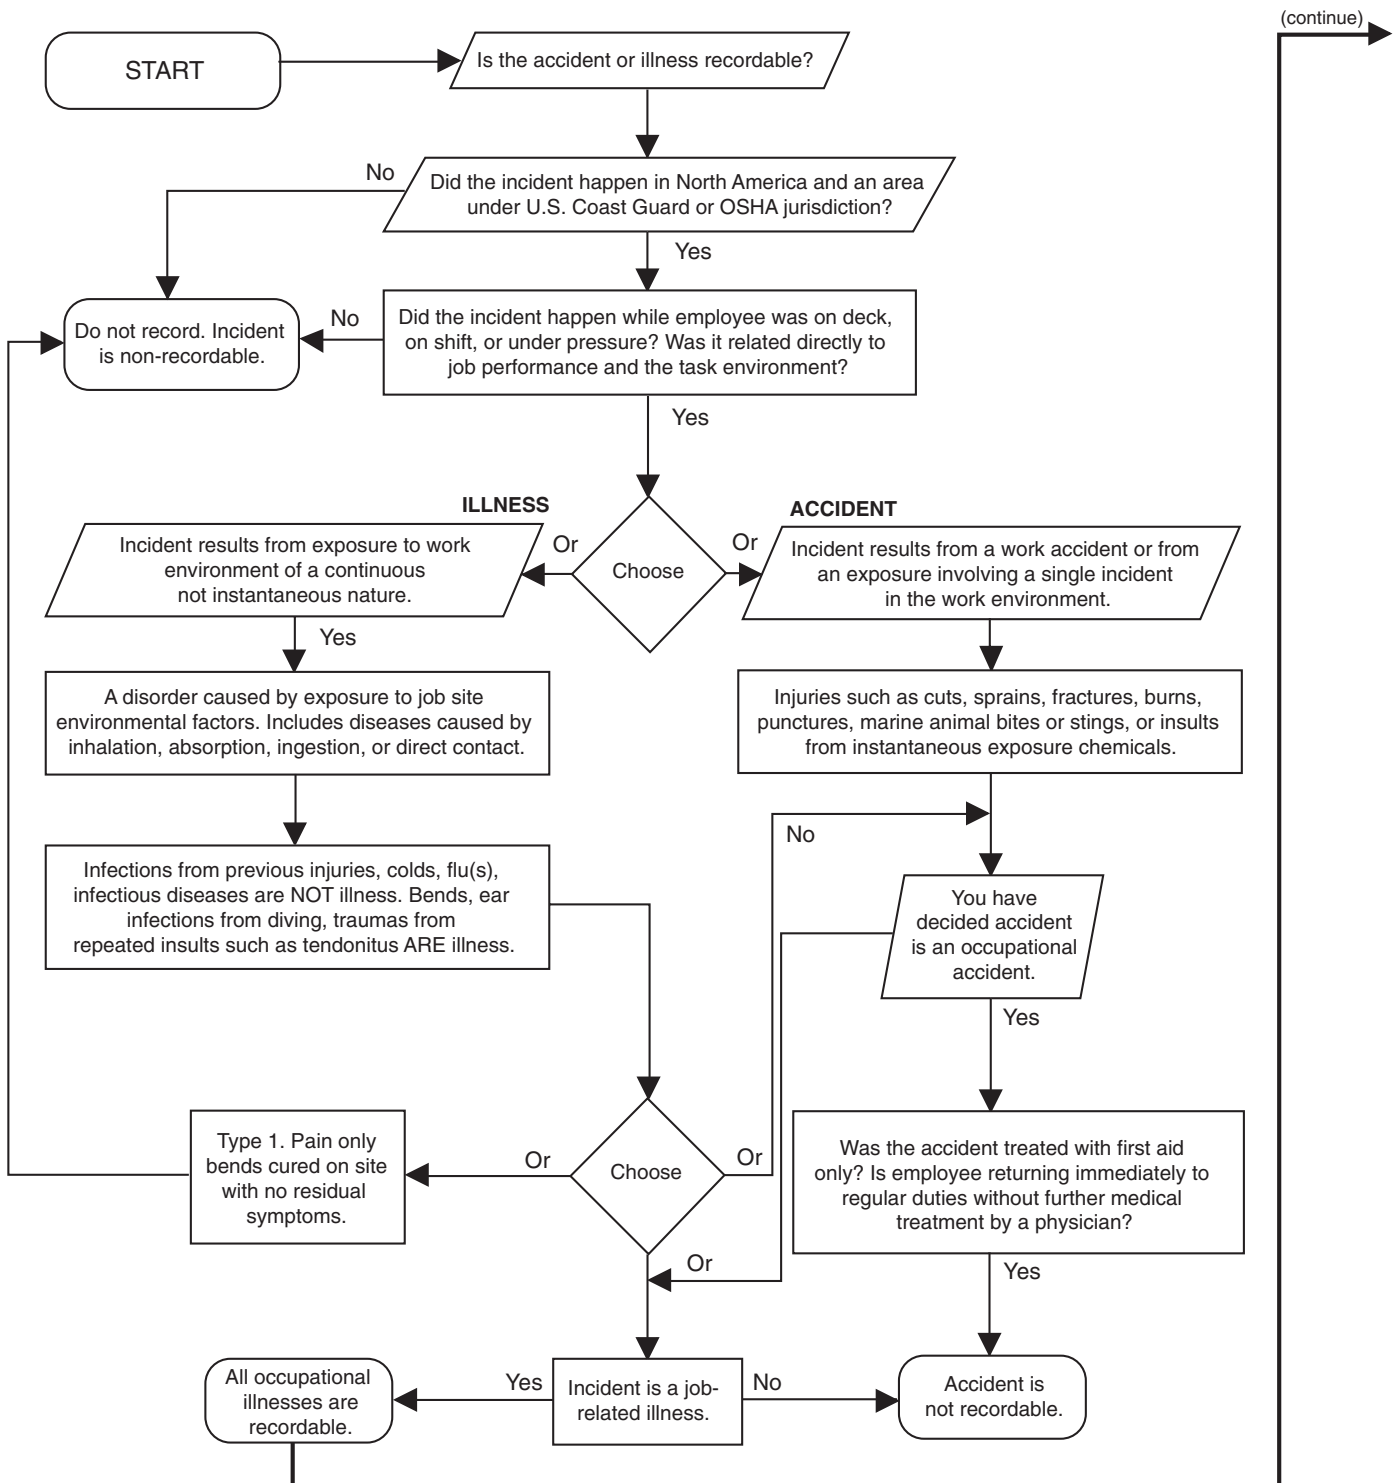 (continue)
START
Is the accident or illness recordable?
No
Did the incident happen in North America and an area
under U.S. Coast Guard or OSHA jurisdiction?
Yes
Do not record. Incident
is non-recordable.
No
Did the incident happen while employee was on deck,
on shift, or under pressure? Was it related directly to
job performance and the task environment?
Yes
ILLNESS
ACCIDENT
Incident results from exposure to work
environment of a continuous
not instantaneous nature.
Or
Choose
Or
Incident results from a work accident or from
an exposure involving a single incident
in the work environment.
Yes
A disorder caused by exposure to job site
environmental factors. Includes diseases caused by
inhalation, absorption, ingestion, or direct contact.
Injuries such as cuts, sprains, fractures, burns,
punctures, marine animal bites or stings, or insults
from instantaneous exposure chemicals.
No
Infections from previous injuries, colds, flu(s),
infectious diseases are NOT illness. Bends, ear
infections from diving, traumas from
repeated insults such as tendonitus ARE illness.
You have
decided accident
is an occupational
accident.
Yes
Type 1. Pain only
bends cured on site
with no residual
symptoms.
Or
Choose
Or
Was the accident treated with first aid
only? Is employee returning immediately to
regular duties without further medical
treatment by a physician?
Or
Yes
All occupational
illnesses are
recordable.
Yes
Incident is a job-
related illness.
No
Accident is
not recordable.